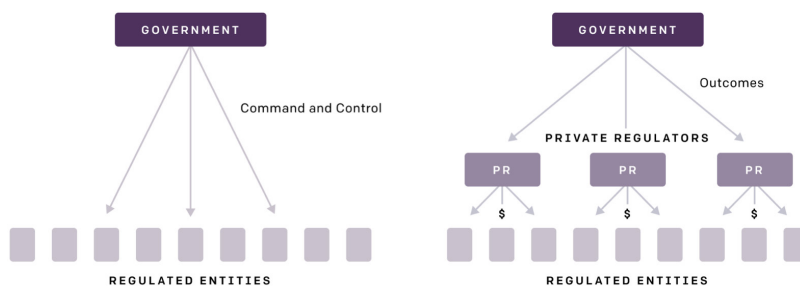 GOVERNMENT
Command and Control
REGULATED ENTITIES
GOVERNMENT
Outcomes
PRIVATE REGULATORS
PR PR PR
$ $ $
REGULATED ENTITIES